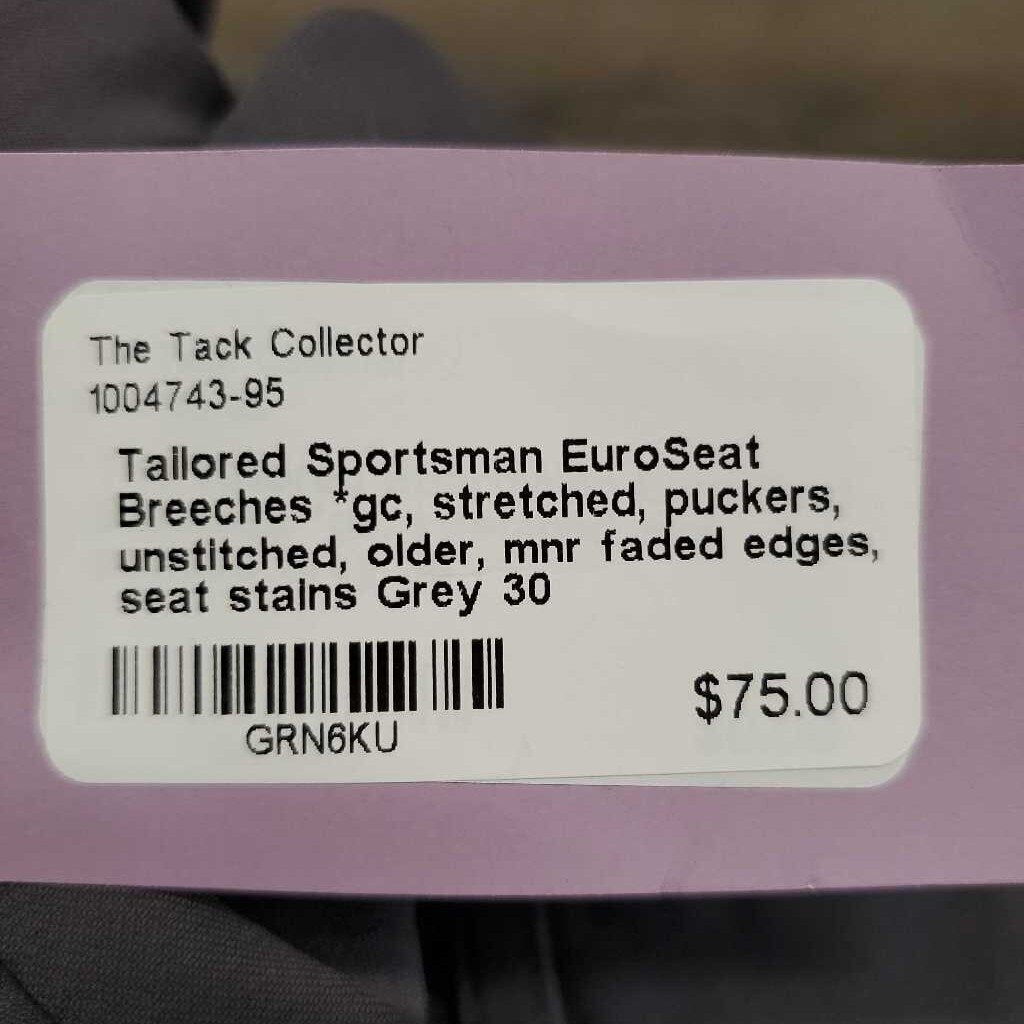 The Tack Collector
1004743-95
Tailored Sportsman EuroSeat
Breeches *gc, stretched, puckers,
unstitched, older, mnr faded edges,
seat stains Grey 30
GRN6KU
$75.00